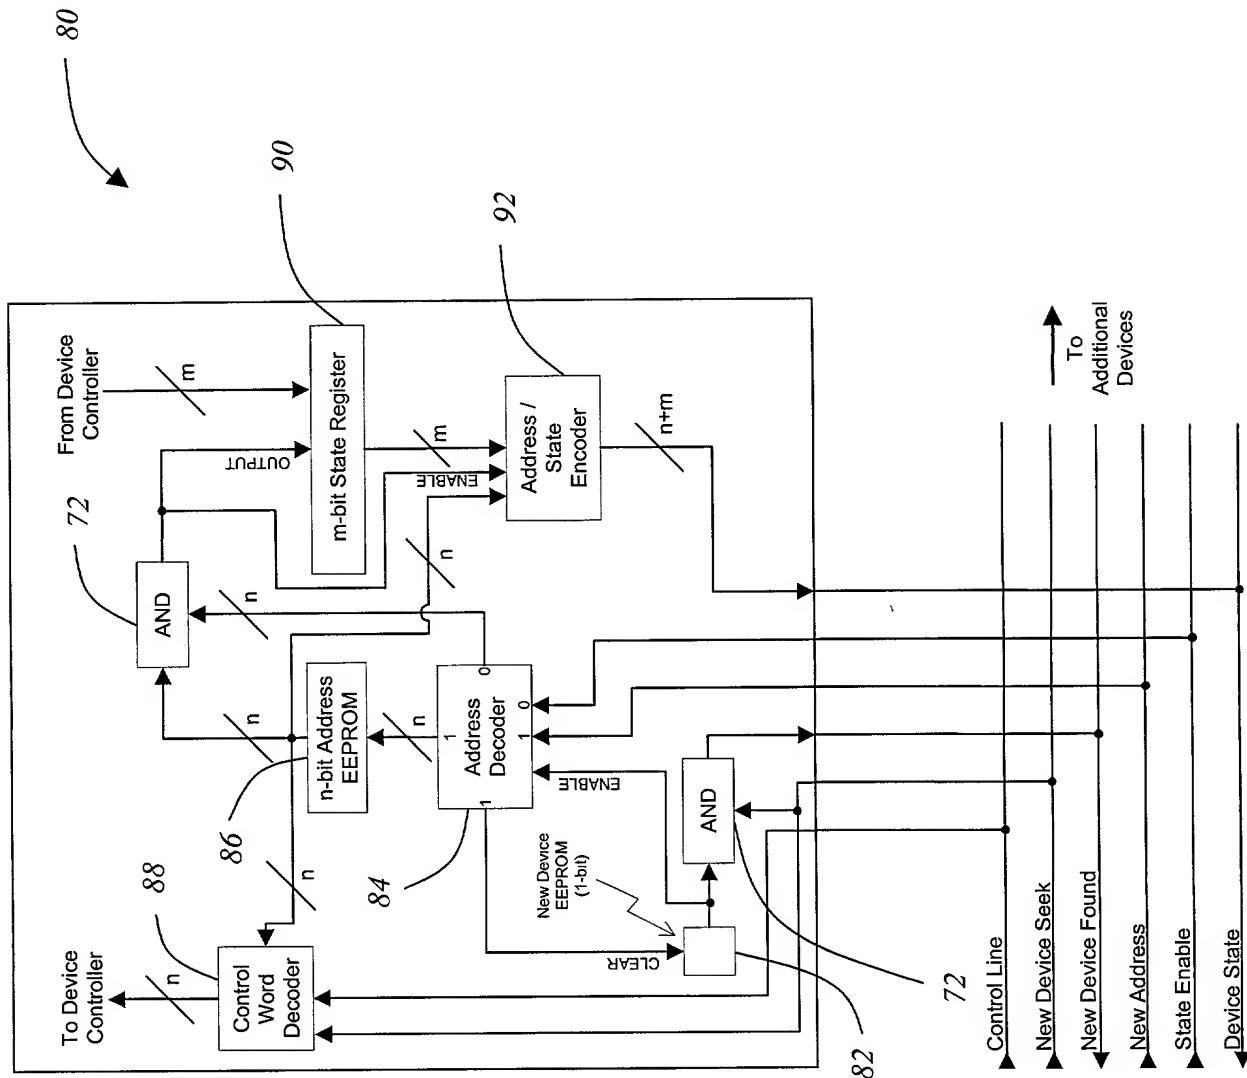 80
90
From Device
Controller
m
72
OUTPUT
m-bit State Register
92
m
ENABLE
Address /
State
Encoder
n+m
AND
n
n
n
n-bit Address
EEPROM
86
n
0
1
Address
Decoder
1
1
0
84
ENABLE
88
n
To Device
Controller
n
Control
Word
Decoder
New Device
EEPROM
(1-bit)
CLEAR
AND
82
72
To
Additional
Devices
Control Line
New Device Seek
New Device Found
New Address
State Enable
Device State